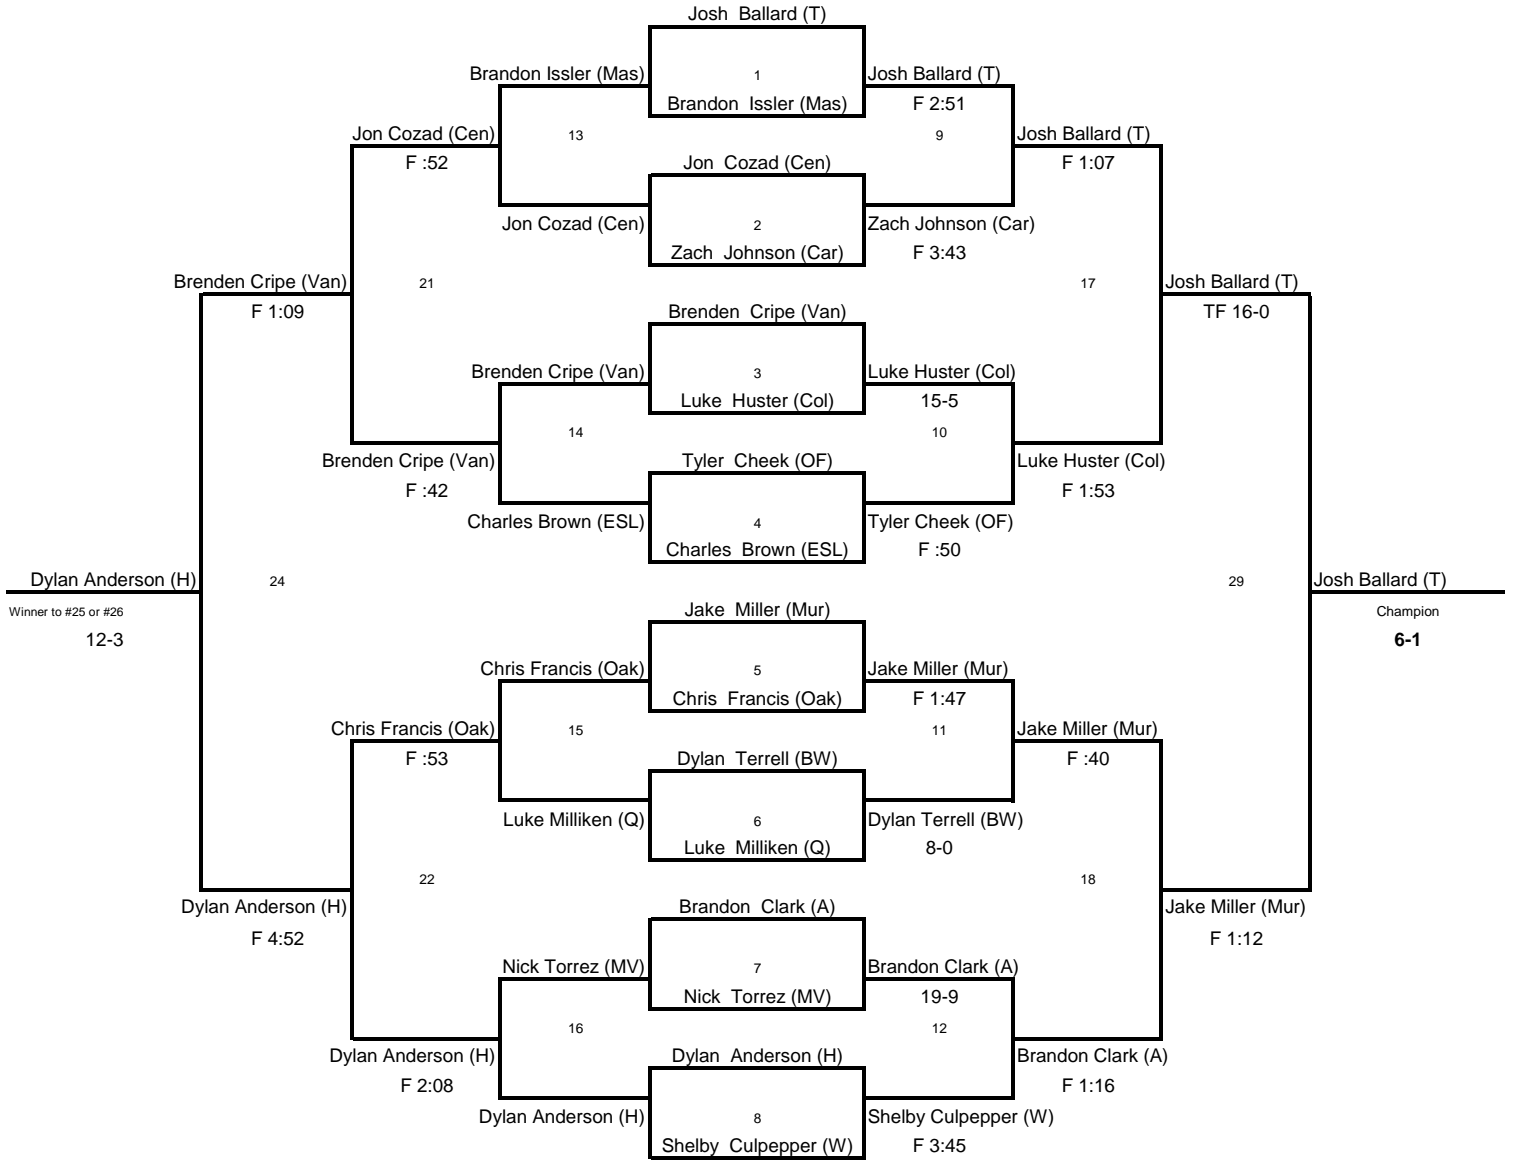 Josh Ballard (T)
Brandon Issler (Mas) 1 Josh Ballard (T)
Brandon Issler (Mas) F 2:51
Jon Cozad (Cen) 13 9 Josh Ballard (T)
F :52 Jon Cozad (Cen) F 1:07
Jon Cozad (Cen) 2 Zach Johnson (Car)
Zach Johnson (Car) F 3:43
Brenden Cripe (Van) 21 17 Josh Ballard (T)
F 1:09 Brenden Cripe (Van) TF 16-0
Brenden Cripe (Van) 3 Luke Huster (Col)
Luke Huster (Col) 15-5
14 10
Brenden Cripe (Van) Tyler Cheek (OF) Luke Huster (Col)
F :42 F 1:53
Charles Brown (ESL) 4 Tyler Cheek (OF)
Charles Brown (ESL) F :50
Dylan Anderson (H) 24 29 Josh Ballard (T)
Winner to #25 or #26 Jake Miller (Mur) Champion
12-3 6-1
Chris Francis (Oak) 5 Jake Miller (Mur)
Chris Francis (Oak) F 1:47
Chris Francis (Oak) 15 11 Jake Miller (Mur)
F :53 Dylan Terrell (BW) F :40
Luke Milliken (Q) 6 Dylan Terrell (BW)
Luke Milliken (Q) 8-0
22 18
Dylan Anderson (H) Brandon Clark (A) Jake Miller (Mur)
F 4:52 F 1:12
Nick Torrez (MV) 7 Brandon Clark (A)
Nick Torrez (MV) 19-9
16 12
Dylan Anderson (H) Dylan Anderson (H) Brandon Clark (A)
F 2:08 F 1:16
Dylan Anderson (H) 8 Shelby Culpepper (W)
Shelby Culpepper (W) F 3:45